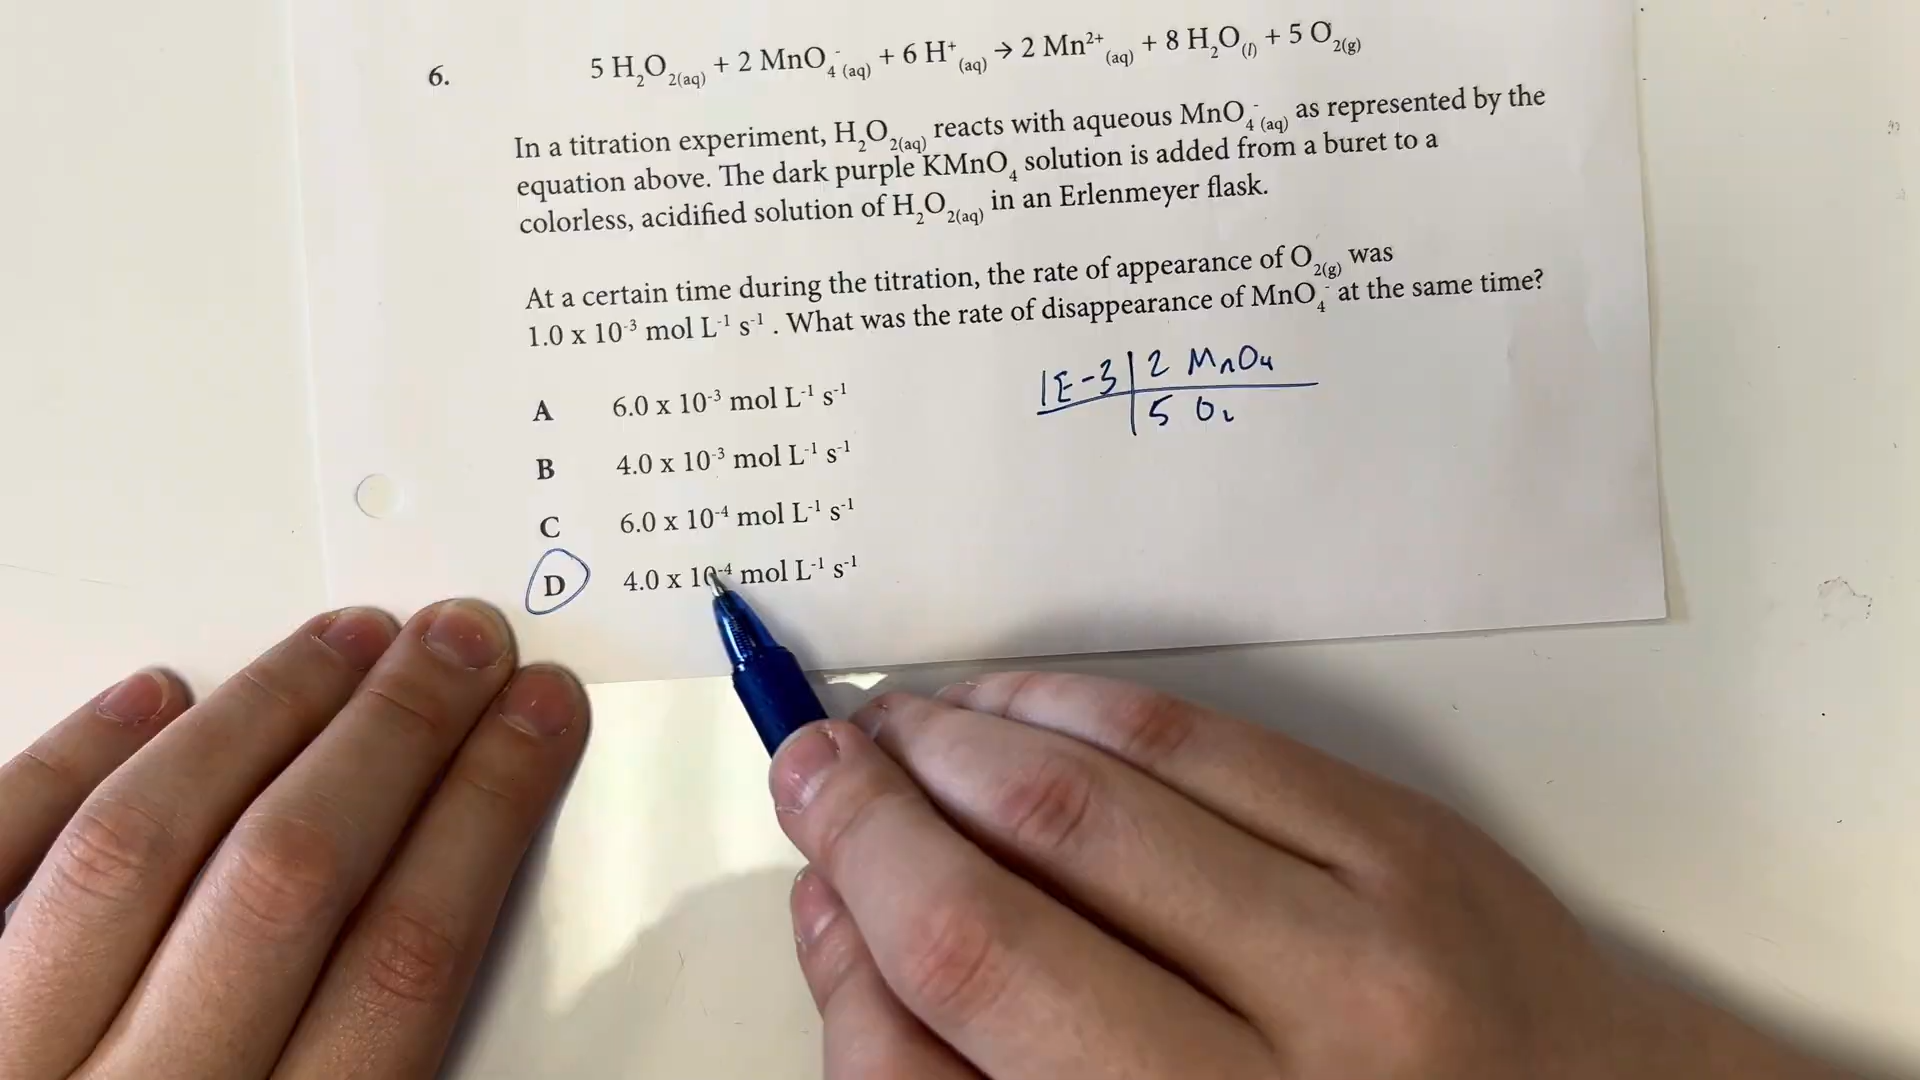 6. 5 H₂O₂(aq) + 2 MnO₄⁻(aq) + 6 H⁺(aq) → 2 Mn²⁺(aq) + 8 H₂O(l) + 5 O₂(g)
In a titration experiment, H₂O₂(aq) reacts with aqueous MnO₄⁻(aq) as represented by the
equation above. The dark purple KMnO₄ solution is added from a buret to a
colorless, acidified solution of H₂O₂(aq) in an Erlenmeyer flask.
At a certain time during the titration, the rate of appearance of O₂(g) was
1.0 x 10⁻³ mol L⁻¹ s⁻¹ . What was the rate of disappearance of MnO₄⁻ at the same time?
1E-3 | 2 MnO₄
5 O₂
A 6.0 x 10⁻³ mol L⁻¹ s⁻¹
B 4.0 x 10⁻³ mol L⁻¹ s⁻¹
C 6.0 x 10⁻⁴ mol L⁻¹ s⁻¹
D 4.0 x 10⁻⁴ mol L⁻¹ s⁻¹